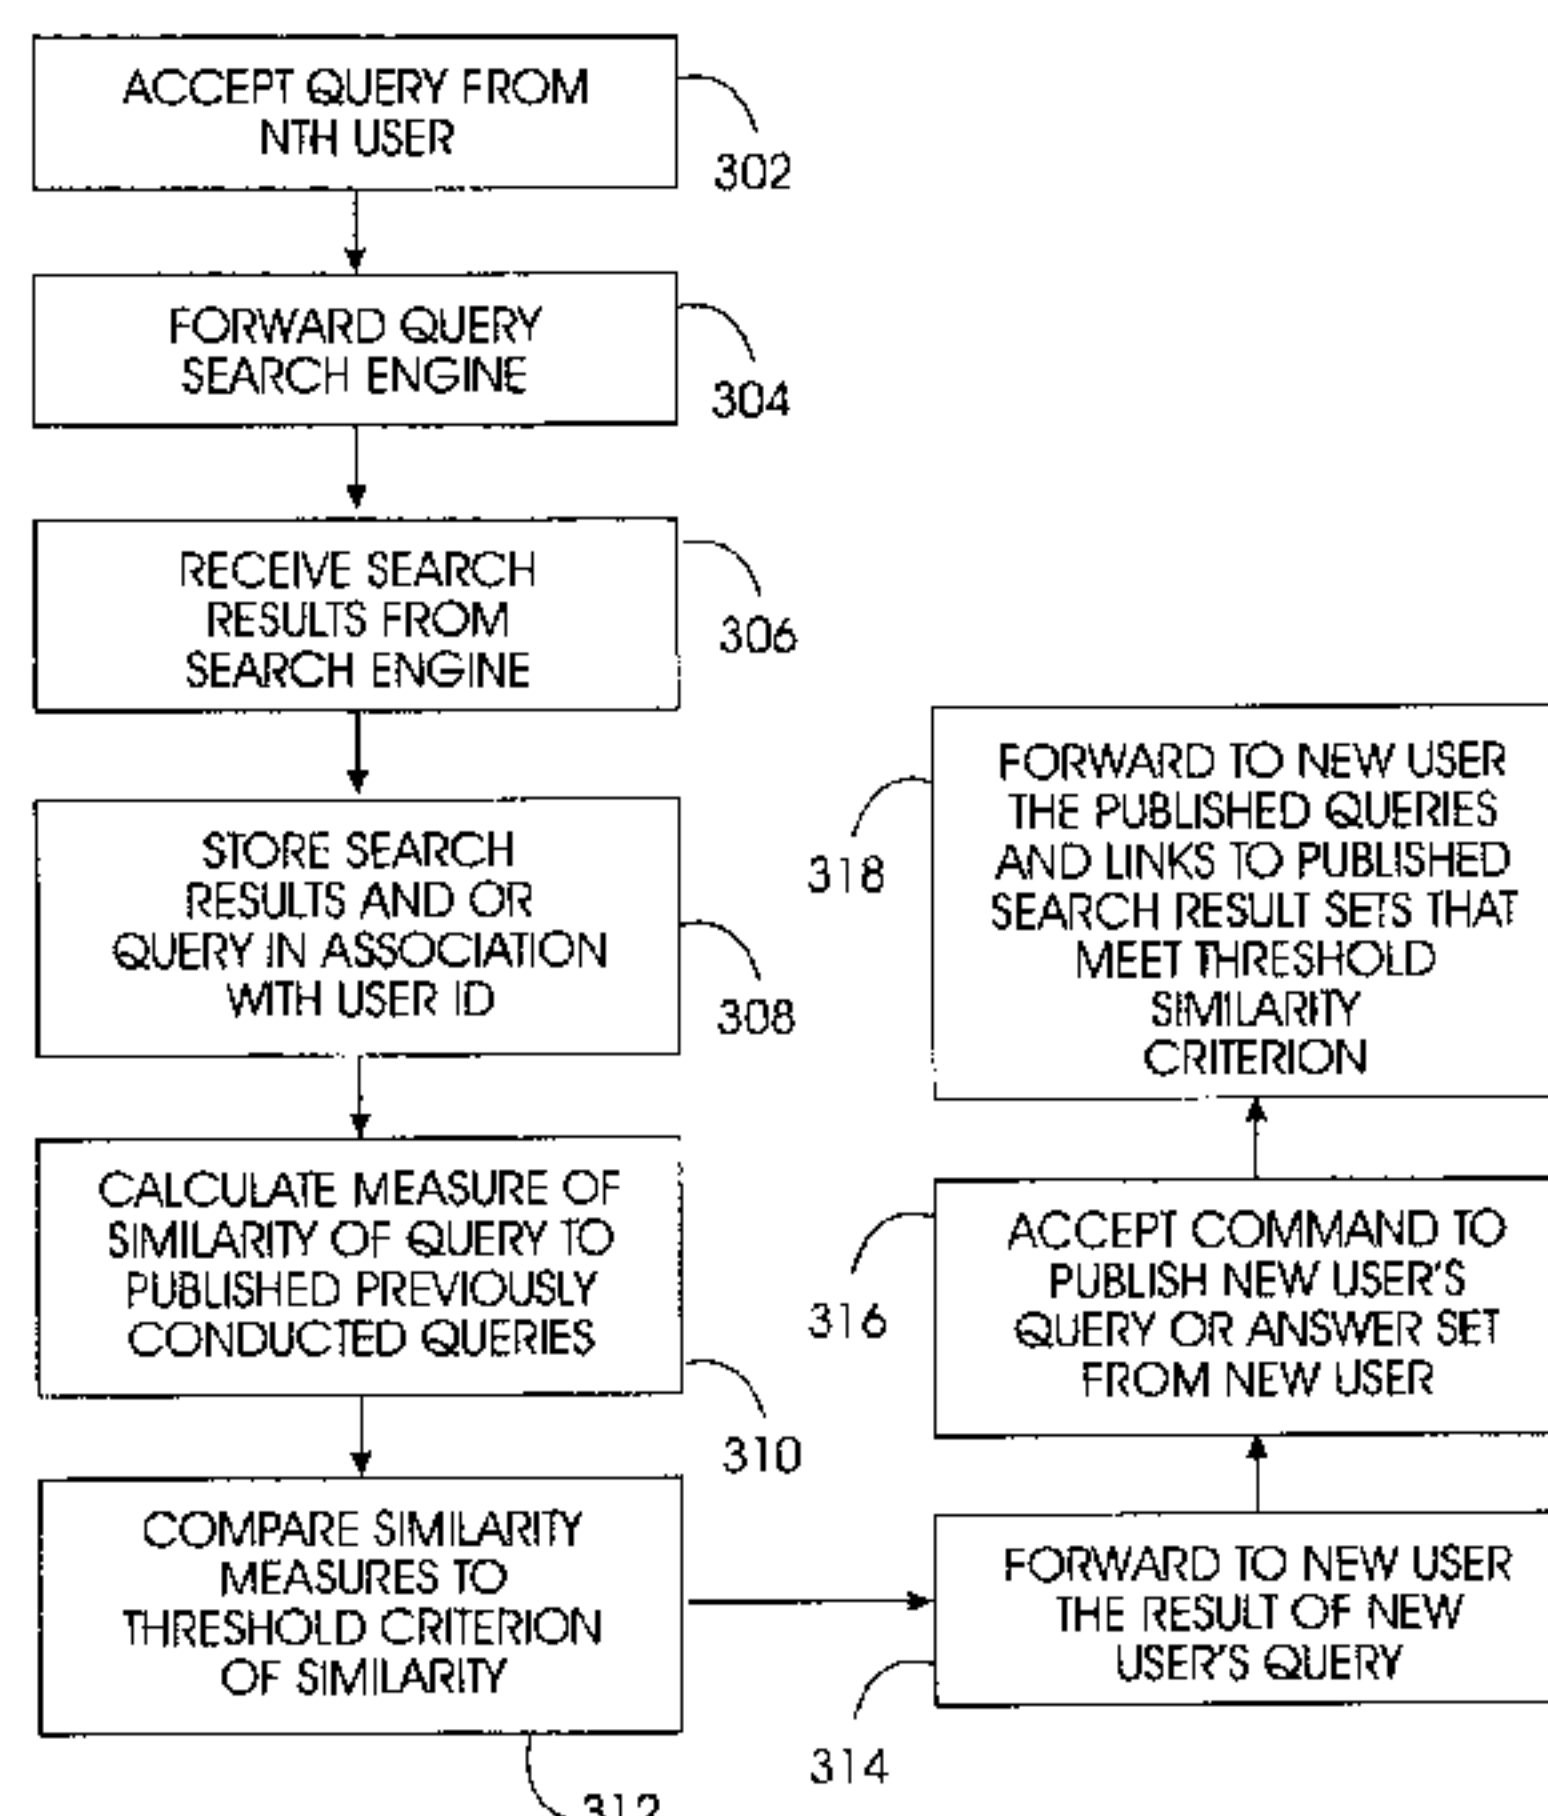 ACCEPT QUERY FROM
NTH USER
302
FORWARD QUERY
SEARCH ENGINE
304
RECEIVE SEARCH
RESULTS FROM
SEARCH ENGINE
306
STORE SEARCH
RESULTS AND OR
QUERY IN ASSOCIATION
WITH USER ID
308
CALCULATE MEASURE OF
SIMILARITY OF QUERY TO
PUBLISHED PREVIOUSLY
CONDUCTED QUERIES
310
COMPARE SIMILARITY
MEASURES TO
THRESHOLD CRITERION
OF SIMILARITY
312
FORWARD TO NEW USER
THE RESULT OF NEW
USER'S QUERY
314
ACCEPT COMMAND TO
PUBLISH NEW USER'S
QUERY OR ANSWER SET
FROM NEW USER
316
FORWARD TO NEW USER
THE PUBLISHED QUERIES
AND LINKS TO PUBLISHED
SEARCH RESULT SETS THAT
MEET THRESHOLD
SIMILARITY
CRITERION
318